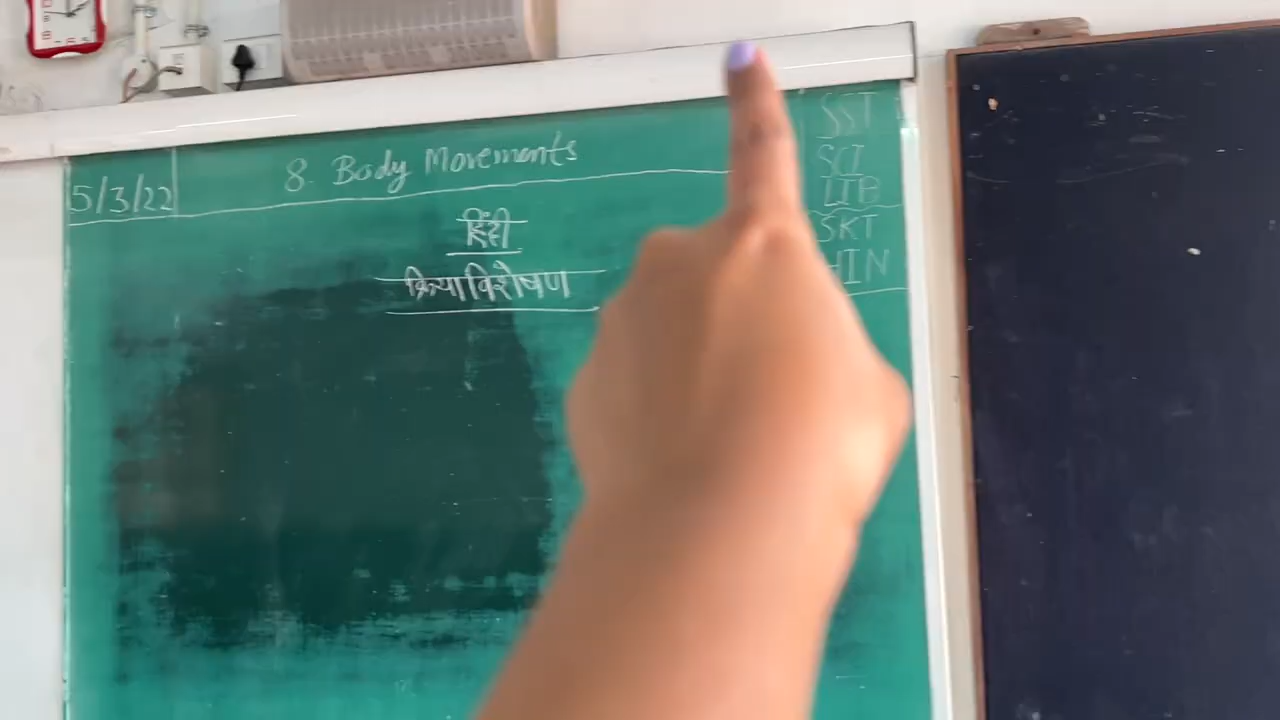 5/3/22
8. Body Movements
हिंदी
क्रियाविशेषण
SST
SCI
LIB
SKT
HIN